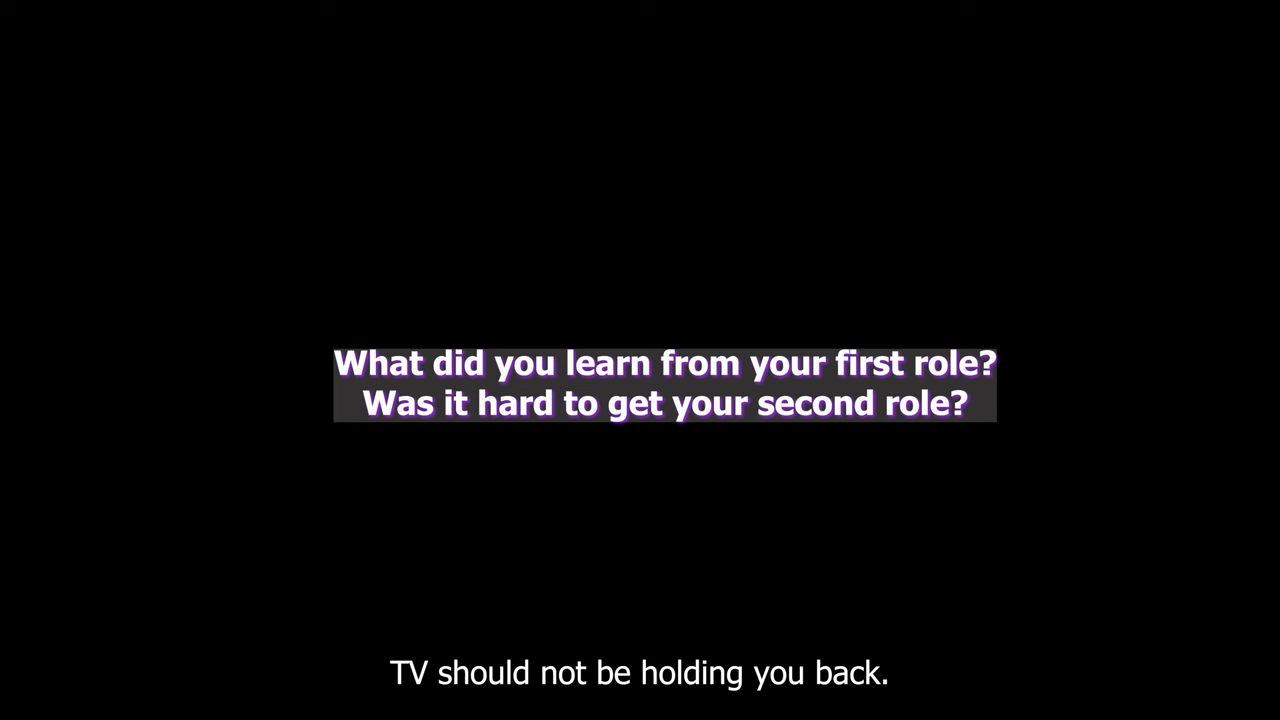 What did you learn from your first role?
Was it hard to get your second role?
TV should not be holding you back.